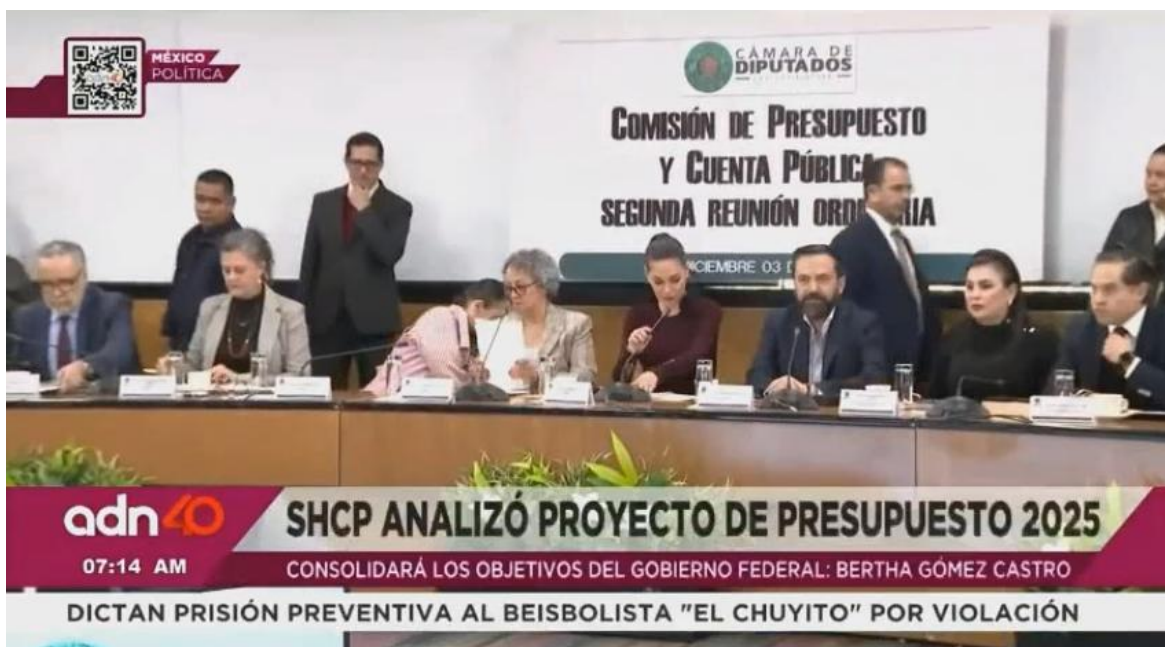 MÉXICO
POLÍTICA
CÁMARA DE
DIPUTADOS
COMISIÓN DE PRESUPUESTO
Y CUENTA PÚBLICA
SEGUNDA REUNIÓN
DICIEMBRE 03
adn40
07:14 AM
SHCP ANALIZÓ PROYECTO DE PRESUPUESTO 2025
CONSOLIDARÁ LOS OBJETIVOS DEL GOBIERNO FEDERAL: BERTHA GÓMEZ CASTRO
DICTAN PRISIÓN PREVENTIVA AL BEISBOLISTA "EL CHUYITO" POR VIOLACIÓN